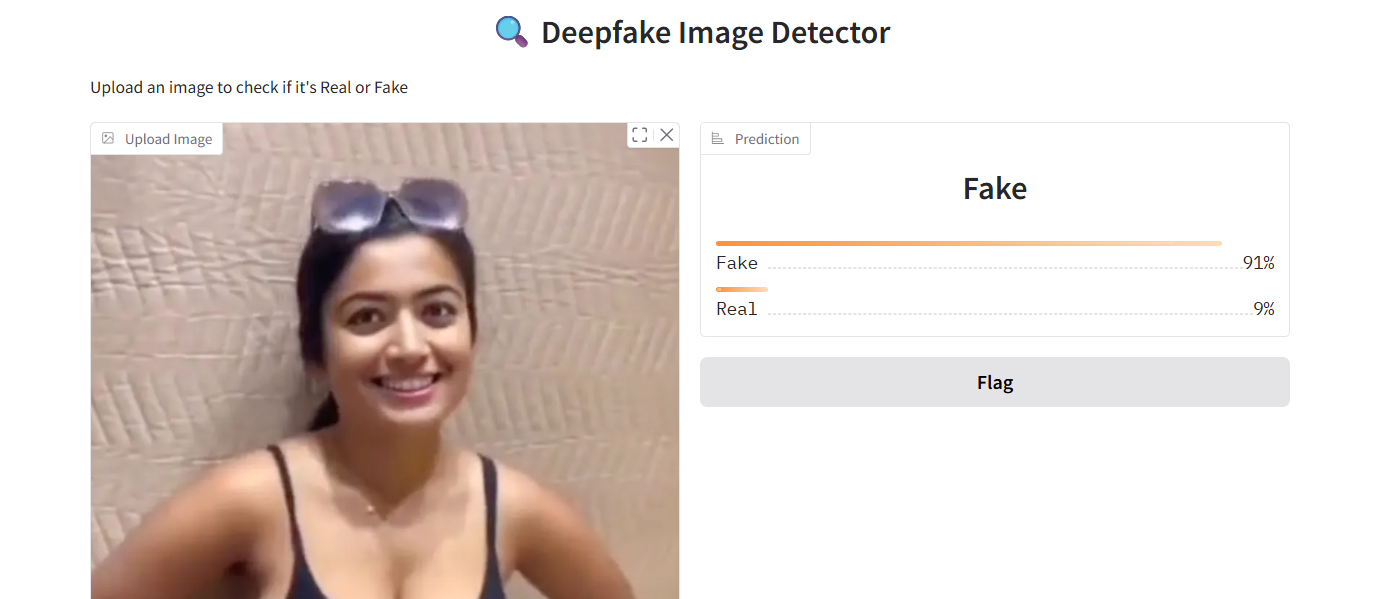 Deepfake Image Detector
Upload an image to check if it's Real or Fake
Upload Image
Prediction
Fake
Fake 91%
Real 9%
Flag